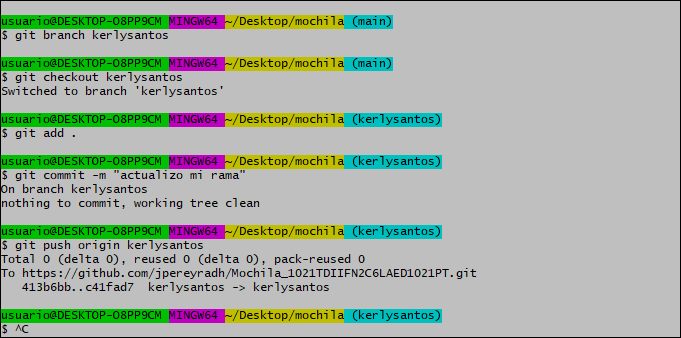 usuario@DESKTOP-O8PP9CM MINGW64 ~/Desktop/mochila (main)
$ git branch kerlysantos
usuario@DESKTOP-O8PP9CM MINGW64 ~/Desktop/mochila (main)
$ git checkout kerlysantos
Switched to branch 'kerlysantos'
usuario@DESKTOP-O8PP9CM MINGW64 ~/Desktop/mochila (kerlysantos)
$ git add .
usuario@DESKTOP-O8PP9CM MINGW64 ~/Desktop/mochila (kerlysantos)
$ git commit -m "actualizo mi rama"
On branch kerlysantos
nothing to commit, working tree clean
usuario@DESKTOP-O8PP9CM MINGW64 ~/Desktop/mochila (kerlysantos)
$ git push origin kerlysantos
Total 0 (delta 0), reused 0 (delta 0), pack-reused 0
To https://github.com/jpereyradh/Mochila_1021TDIIFN2C6LAED1021PT.git
   413b6bb..c41fad7  kerlysantos -> kerlysantos
usuario@DESKTOP-O8PP9CM MINGW64 ~/Desktop/mochila (kerlysantos)
$ ^C